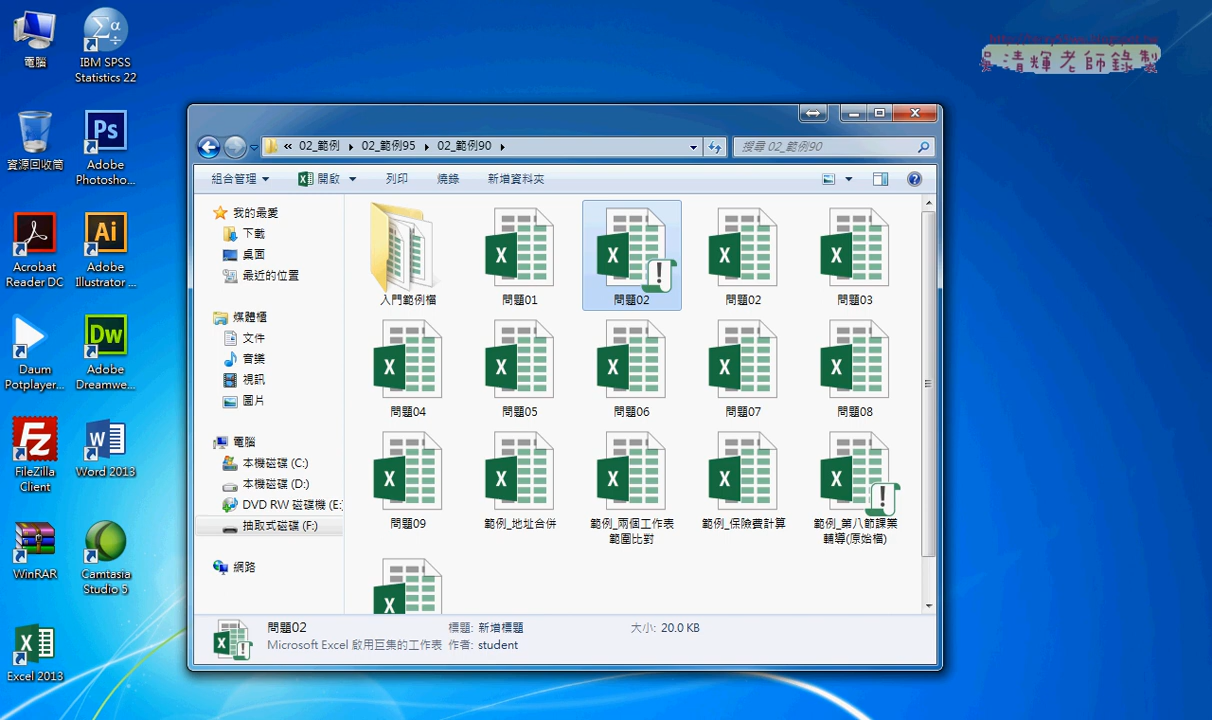 電腦
IBM SPSS
Statistics 22
資源回收筒
Ps
Adobe
Photosho...
Acrobat
Reader DC
Ai
Adobe
Illustrator ...
Daum
Potplayer...
Dw
Adobe
Dreamwe...
FileZilla
Client
Word 2013
WinRAR
Camtasia
Studio 5
Excel 2013
吳清輝老師錄製
« 02_範例 ▸ 02_範例95 ▸ 02_範例90 ▸
搜尋 02_範例90
組合管理 開啟 列印 燒錄 新增資料夾
我的最愛
下載
桌面
最近的位置
媒體櫃
文件
音樂
視訊
圖片
電腦
本機磁碟 (C:)
本機磁碟 (D:)
DVD RW 磁碟機 (E:
抽取式磁碟 (F:)
網路
入門範例檔 問題01 問題02 問題02 問題03
問題04 問題05 問題06 問題07 問題08
問題09 範例_地址合併 範例_兩個工作表範圍比對 範例_保險費計算 範例_第八節課業輔導(原始檔)
問題02 標題: 新增標題 大小: 20.0 KB
Microsoft Excel 啟用巨集的工作表 作者: student